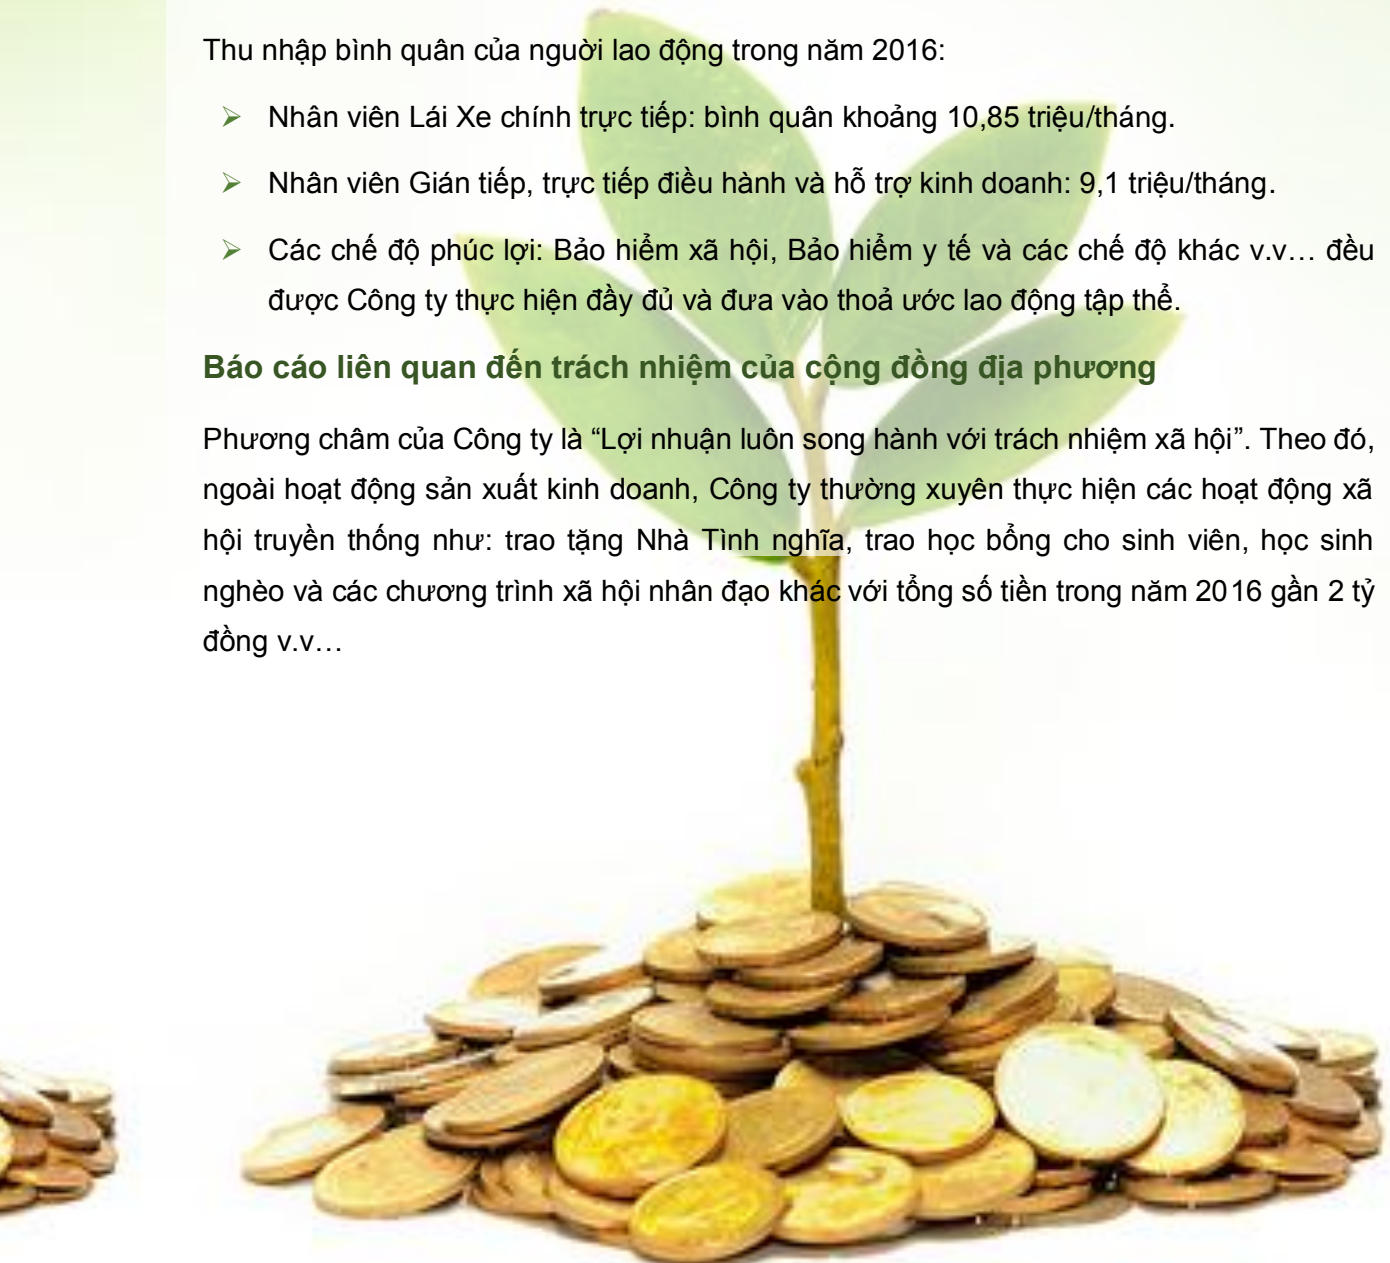 Thu nhập bình quân của nguời lao động trong năm 2016:
➢ Nhân viên Lái Xe chính trực tiếp: bình quân khoảng 10,85 triệu/tháng.
➢ Nhân viên Gián tiếp, trực tiếp điều hành và hỗ trợ kinh doanh: 9,1 triệu/tháng.
➢ Các chế độ phúc lợi: Bảo hiểm xã hội, Bảo hiểm y tế và các chế độ khác v.v… đều
được Công ty thực hiện đầy đủ và đưa vào thoả ước lao động tập thể.
Báo cáo liên quan đến trách nhiệm của cộng đồng địa phương
Phương châm của Công ty là “Lợi nhuận luôn song hành với trách nhiệm xã hội”. Theo đó,
ngoài hoạt động sản xuất kinh doanh, Công ty thường xuyên thực hiện các hoạt động xã
hội truyền thống như: trao tặng Nhà Tình nghĩa, trao học bổng cho sinh viên, học sinh
nghèo và các chương trình xã hội nhân đạo khác với tổng số tiền trong năm 2016 gần 2 tỷ
đồng v.v…